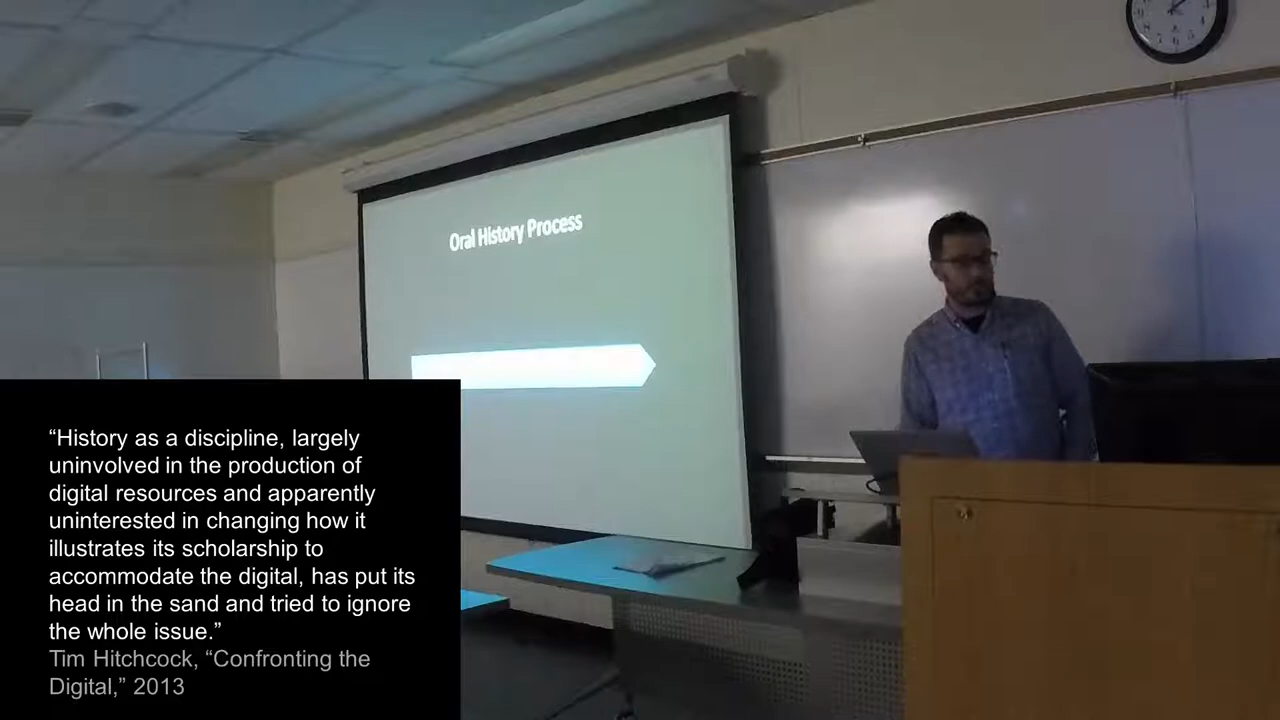 Oral History Process
“History as a discipline, largely
uninvolved in the production of
digital resources and apparently
uninterested in changing how it
illustrates its scholarship to
accommodate the digital, has put its
head in the sand and tried to ignore
the whole issue.”
Tim Hitchcock, “Confronting the
Digital,” 2013